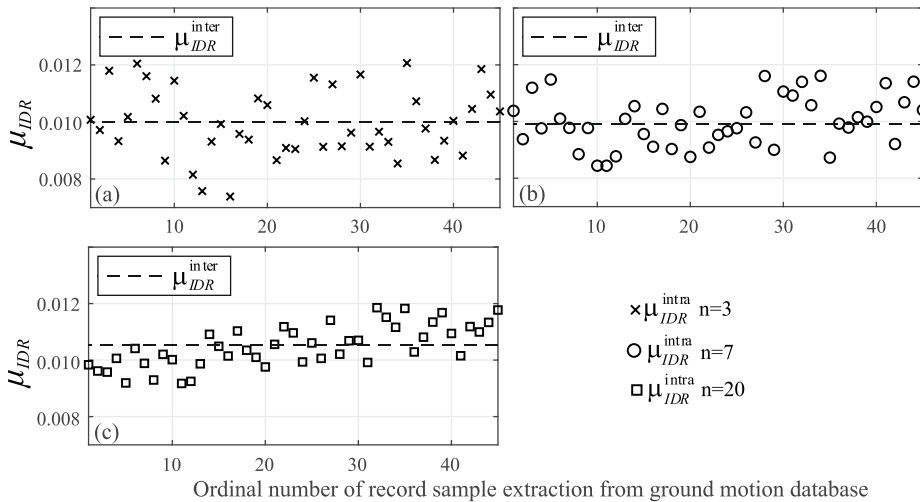 μ_IDR^inter
μ_IDR^inter
0.012
0.010
0.008
μ_IDR
(a)
(b)
10 20 30 40
10 20 30 40
μ_IDR^inter
0.012
0.010
0.008
μ_IDR
(c)
10 20 30 40
μ_IDR^intra n=3
μ_IDR^intra n=7
μ_IDR^intra n=20
Ordinal number of record sample extraction from ground motion database